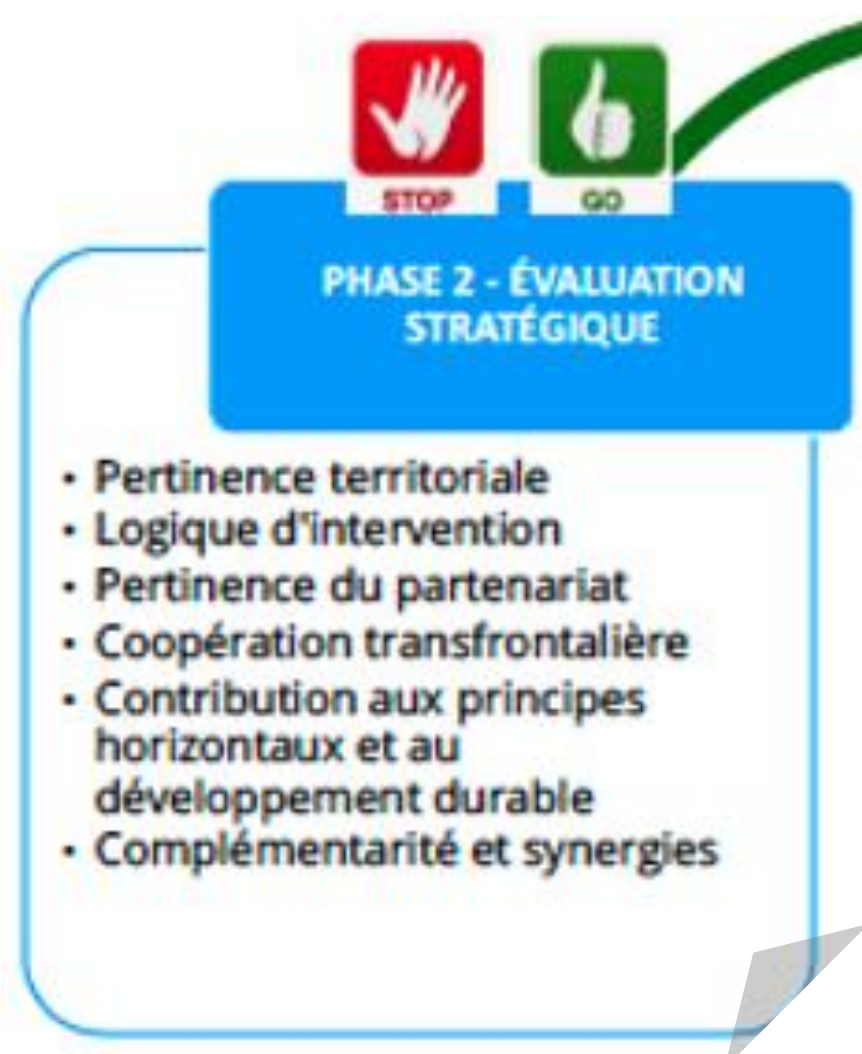 STOP
GO
PHASE 2 - ÉVALUATION
STRATÉGIQUE
• Pertinence territoriale
• Logique d'intervention
• Pertinence du partenariat
• Coopération transfrontalière
• Contribution aux principes
horizontaux et au
développement durable
• Complémentarité et synergies